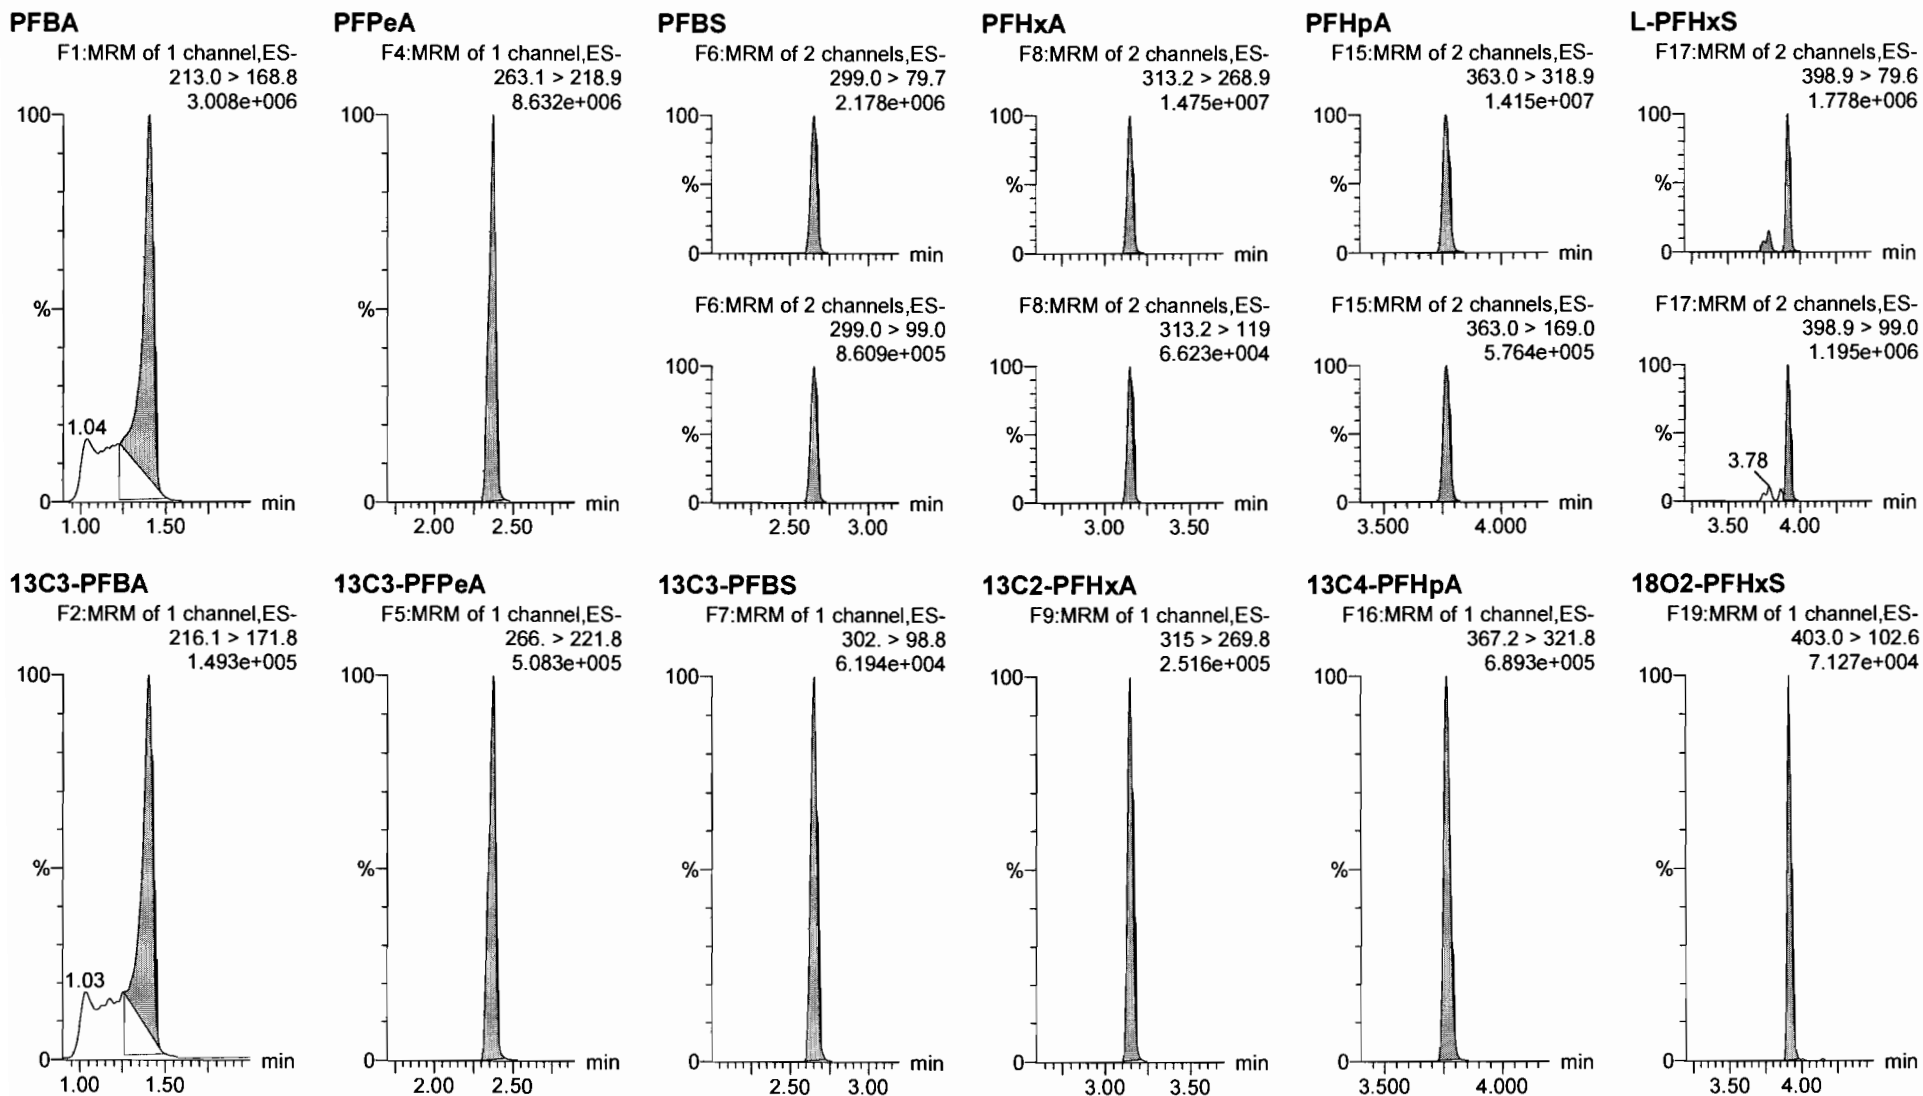 PFBA
F1:MRM of 1 channel,ES-
213.0 > 168.8
3.008e+006
100
%
0
1.04
min
1.00 1.50
PFPeA
F4:MRM of 1 channel,ES-
263.1 > 218.9
8.632e+006
100
%
0
min
2.00 2.50
PFBS
F6:MRM of 2 channels,ES-
299.0 > 79.7
2.178e+006
100
%
0
min
F6:MRM of 2 channels,ES-
299.0 > 99.0
8.609e+005
100
%
0
min
2.50 3.00
PFHxA
F8:MRM of 2 channels,ES-
313.2 > 268.9
1.475e+007
100
%
0
min
F8:MRM of 2 channels,ES-
313.2 > 119
6.623e+004
100
%
0
min
3.00 3.50
PFHpA
F15:MRM of 2 channels,ES-
363.0 > 318.9
1.415e+007
100
%
0
min
F15:MRM of 2 channels,ES-
363.0 > 169.0
5.764e+005
100
%
0
min
3.500 4.000
L-PFHxS
F17:MRM of 2 channels,ES-
398.9 > 79.6
1.778e+006
100
%
0
min
F17:MRM of 2 channels,ES-
398.9 > 99.0
1.195e+006
100
%
3.78
0
min
3.50 4.00
13C3-PFBA
F2:MRM of 1 channel,ES-
216.1 > 171.8
1.493e+005
100
%
1.03
0
min
1.00 1.50
13C3-PFPeA
F5:MRM of 1 channel,ES-
266. > 221.8
5.083e+005
100
%
0
min
2.00 2.50
13C3-PFBS
F7:MRM of 1 channel,ES-
302. > 98.8
6.194e+004
100
%
0
min
2.50 3.00
13C2-PFHxA
F9:MRM of 1 channel,ES-
315 > 269.8
2.516e+005
100
%
0
min
3.00 3.50
13C4-PFHpA
F16:MRM of 1 channel,ES-
367.2 > 321.8
6.893e+005
100
%
0
min
3.500 4.000
18O2-PFHxS
F19:MRM of 1 channel,ES-
403.0 > 102.6
7.127e+004
100
%
0
min
3.50 4.00